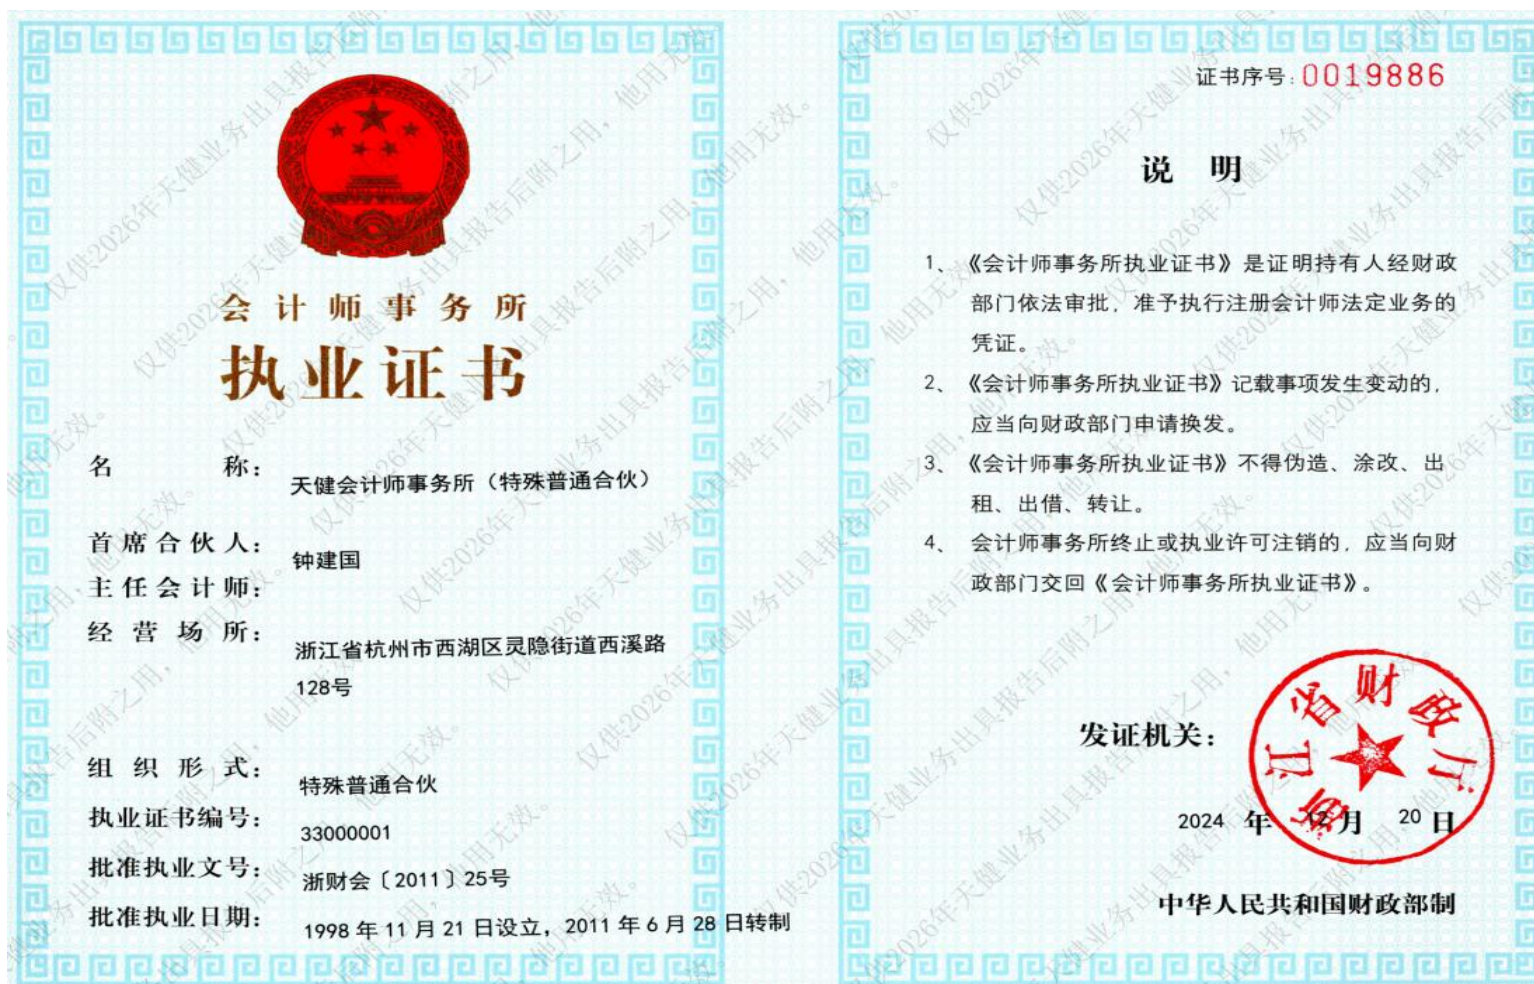 会计师事务所
执业证书
名 称: 天健会计师事务所（特殊普通合伙）
首席合伙人: 钟建国
主任会计师:
经营场所: 浙江省杭州市西湖区灵隐街道西溪路
128号
组织形式: 特殊普通合伙
执业证书编号: 33000001
批准执业文号: 浙财会〔2011〕25号
批准执业日期: 1998 年 11 月 21 日设立，2011 年 6 月 28 日转制
证书序号: 0019886
说 明
1、《会计师事务所执业证书》是证明持有人经财政
部门依法审批，准予执行注册会计师法定业务的
凭证。
2、《会计师事务所执业证书》记载事项发生变动的，
应当向财政部门申请换发。
3、《会计师事务所执业证书》不得伪造、涂改、出
租、出借、转让。
4、会计师事务所终止或执业许可注销的，应当向财
政部门交回《会计师事务所执业证书》。
发证机关:
浙江省财政厅
2024 年 12 月 20 日
中华人民共和国财政部制
仅供2026年天健业务出具报告后附之用，他用无效。